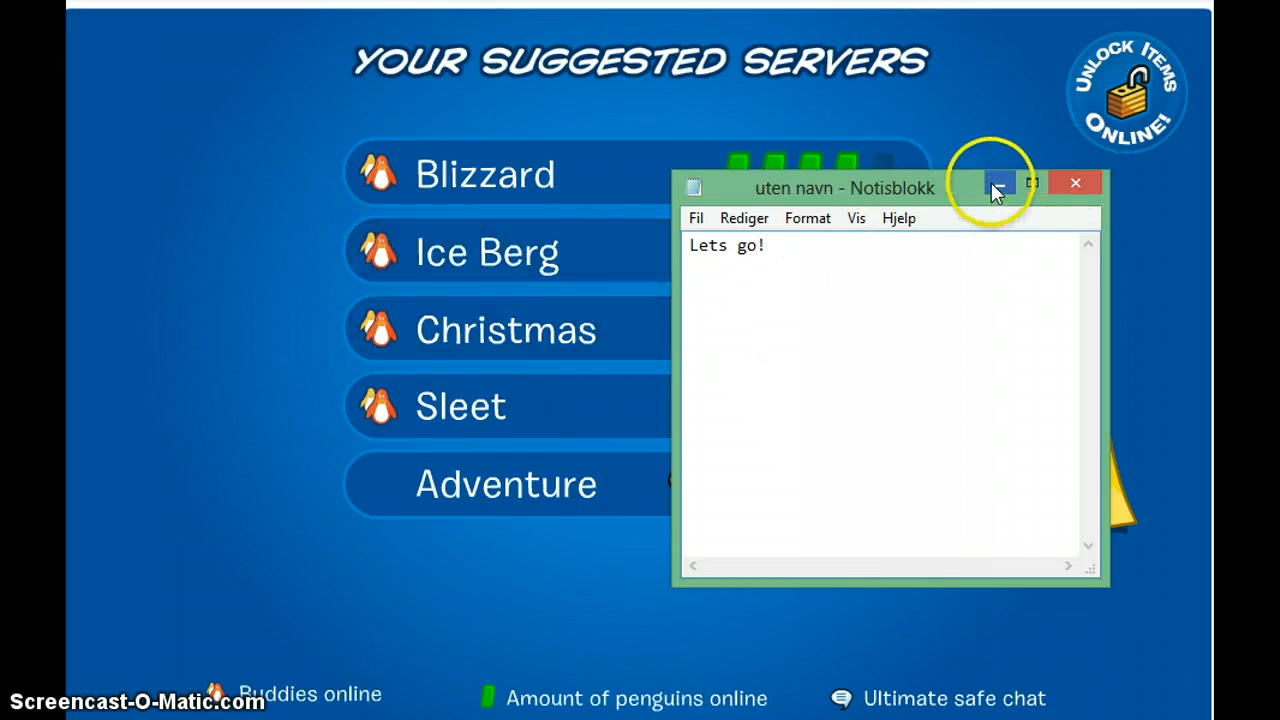 YOUR SUGGESTED SERVERS
UNLOCK ITEMS
ONLINE!
Blizzard
Ice Berg
Christmas
Sleet
Adventure
uten navn - Notisblokk
Fil Rediger Format Vis Hjelp
Lets go!
Buddies online
Amount of penguins online
Ultimate safe chat
Screencast-O-Matic.com